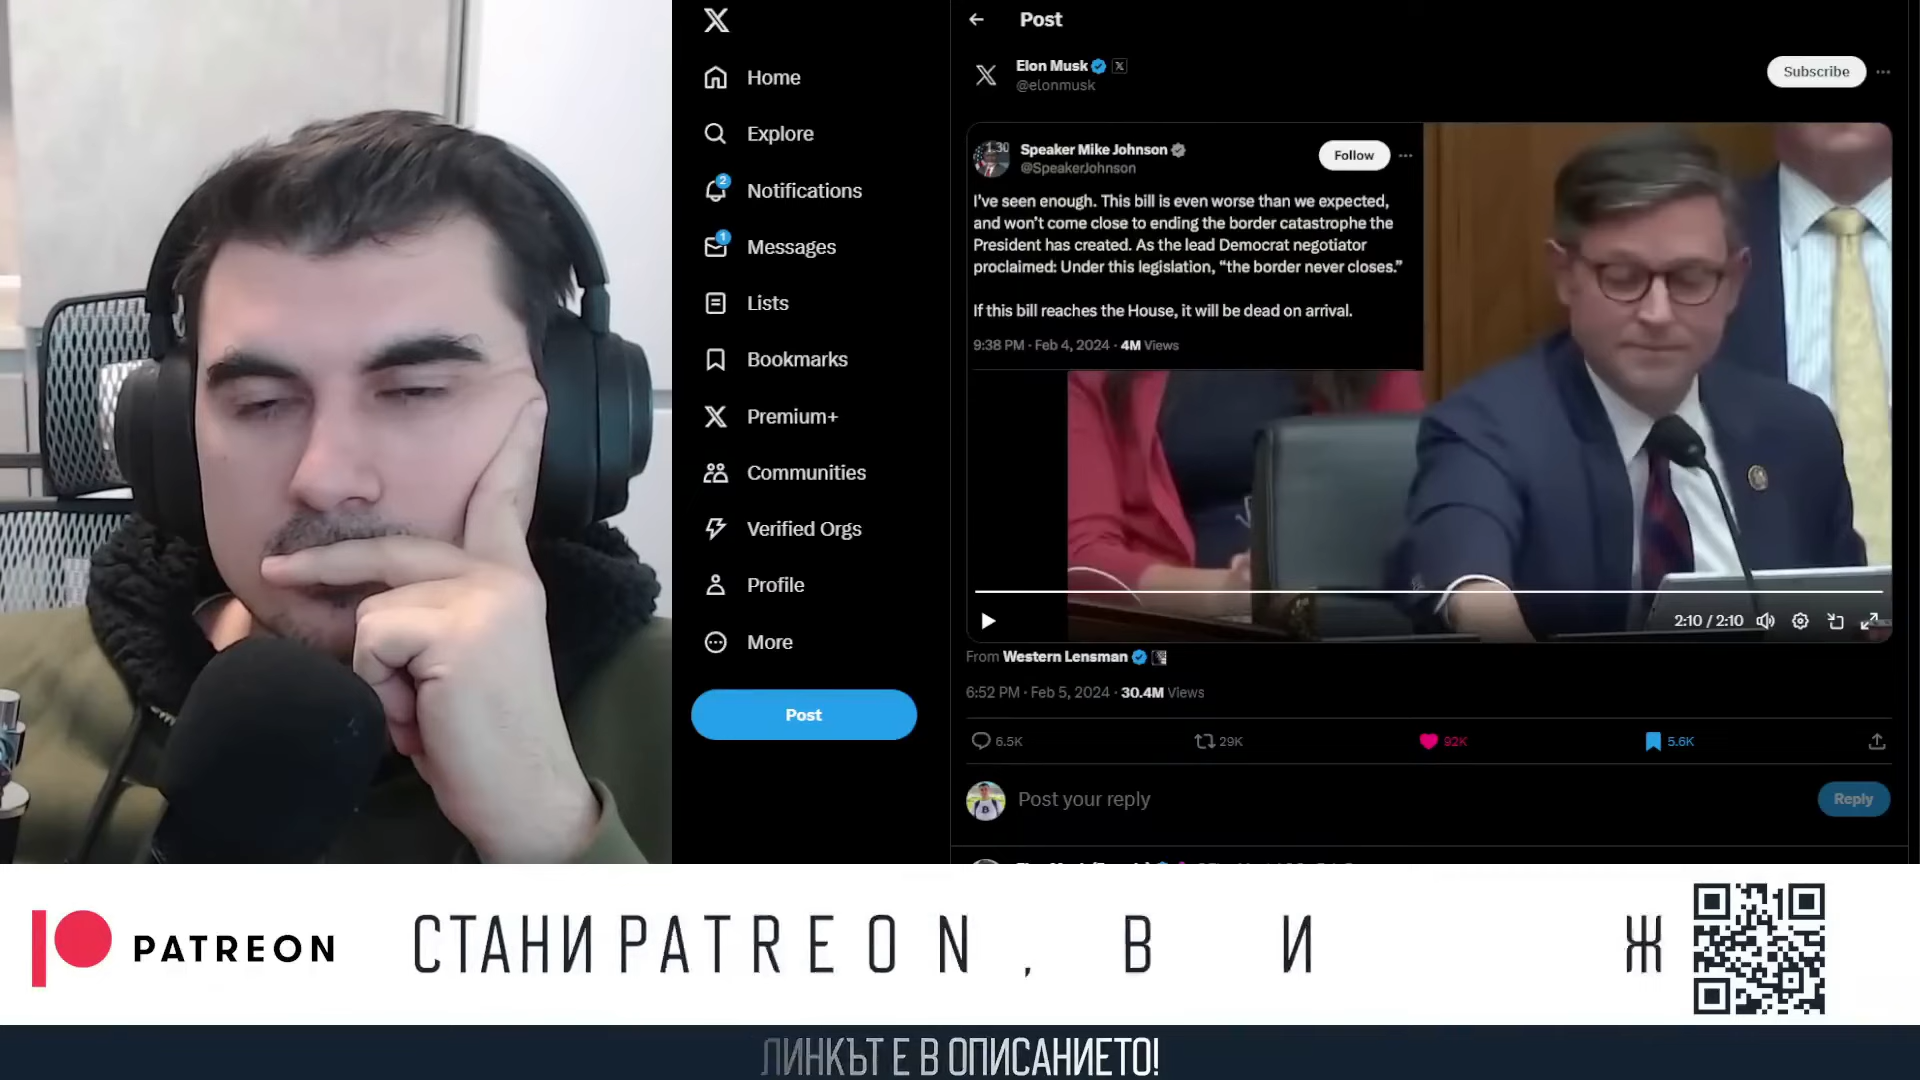 Home
Explore
2
Notifications
1
Messages
Lists
Bookmarks
Premium+
Communities
Verified Orgs
Profile
More
Post
Post
Elon Musk
@elonmusk
Subscribe
Speaker Mike Johnson
@SpeakerJohnson
Follow
I've seen enough. This bill is even worse than we expected,
and won't come close to ending the border catastrophe the
President has created. As the lead Democrat negotiator
proclaimed: Under this legislation, “the border never closes.”
If this bill reaches the House, it will be dead on arrival.
9:38 PM · Feb 4, 2024 · 4M Views
2:10 / 2:10
From Western Lensman
6:52 PM · Feb 5, 2024 · 30.4M Views
6.5K 29K 92K 5.6K
Post your reply
Reply
PATREON
СТАНИ PATREON, ВИЖ
ЛИНКЪТ Е В ОПИСАНИЕТО!